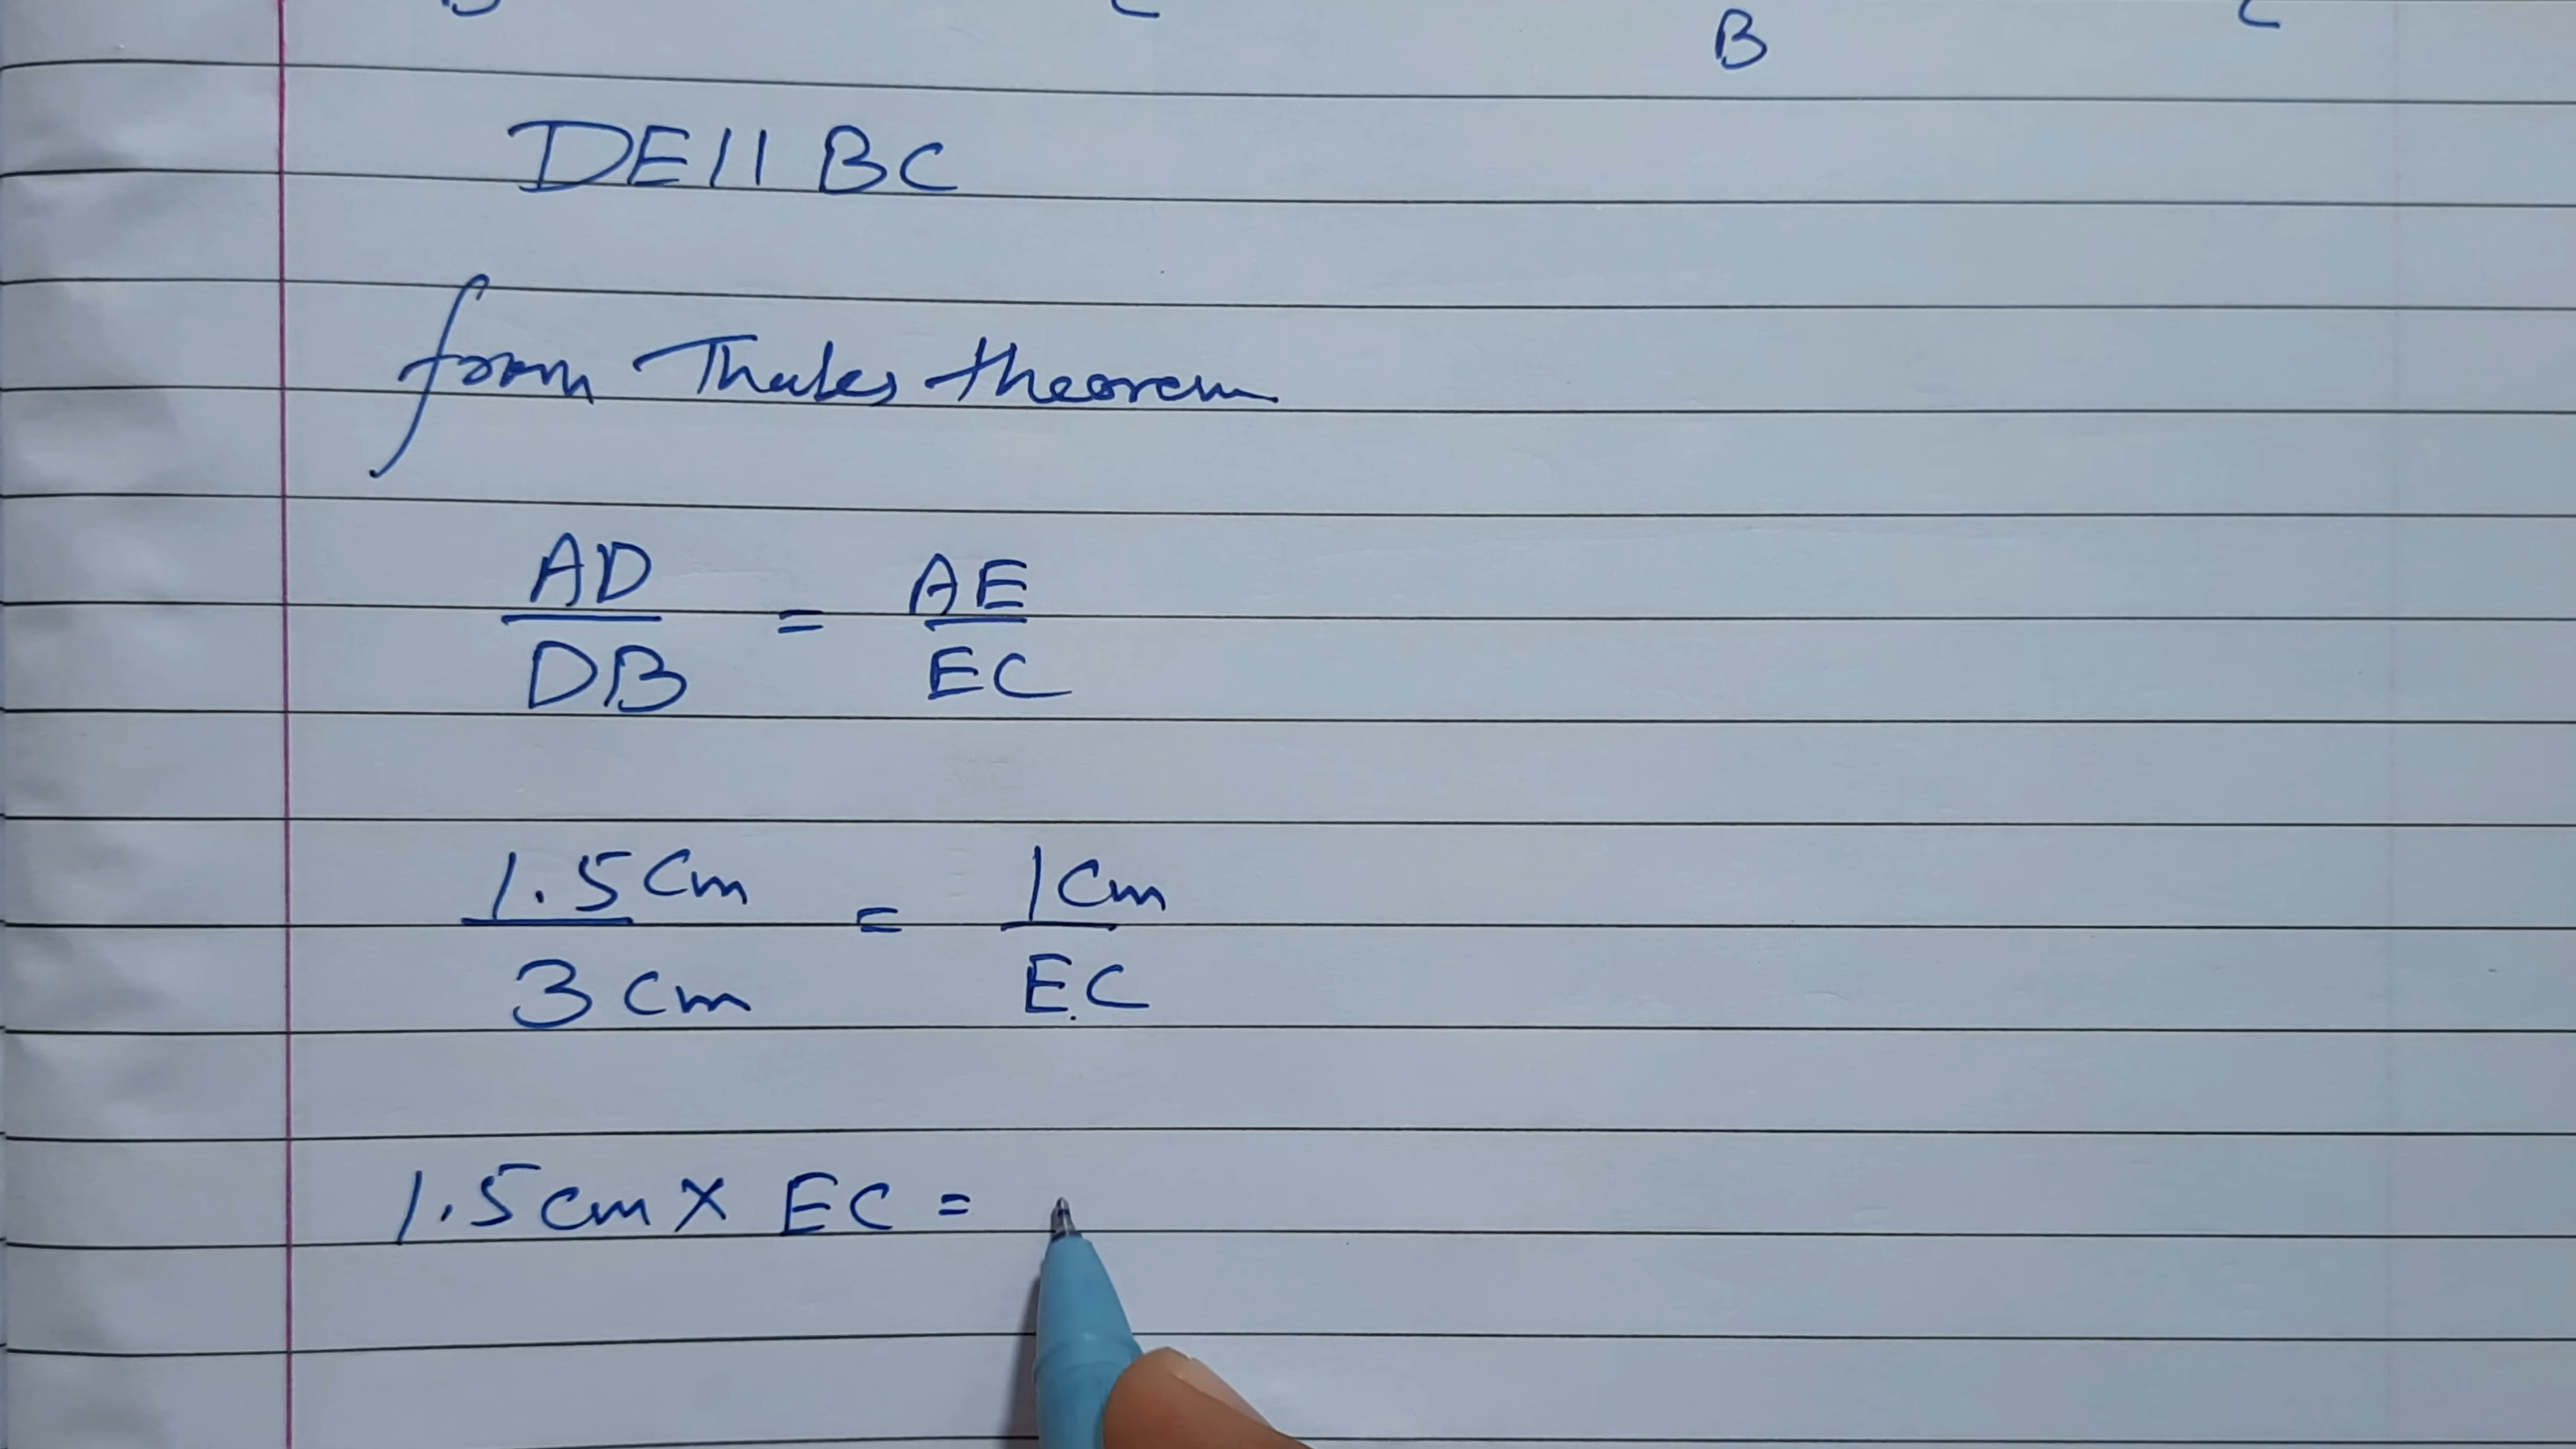 B C B C
DE || BC
from Thales theorem
AD/DB = AE/EC
1.5 cm/3 cm = 1 cm/EC
1.5 cm × EC =